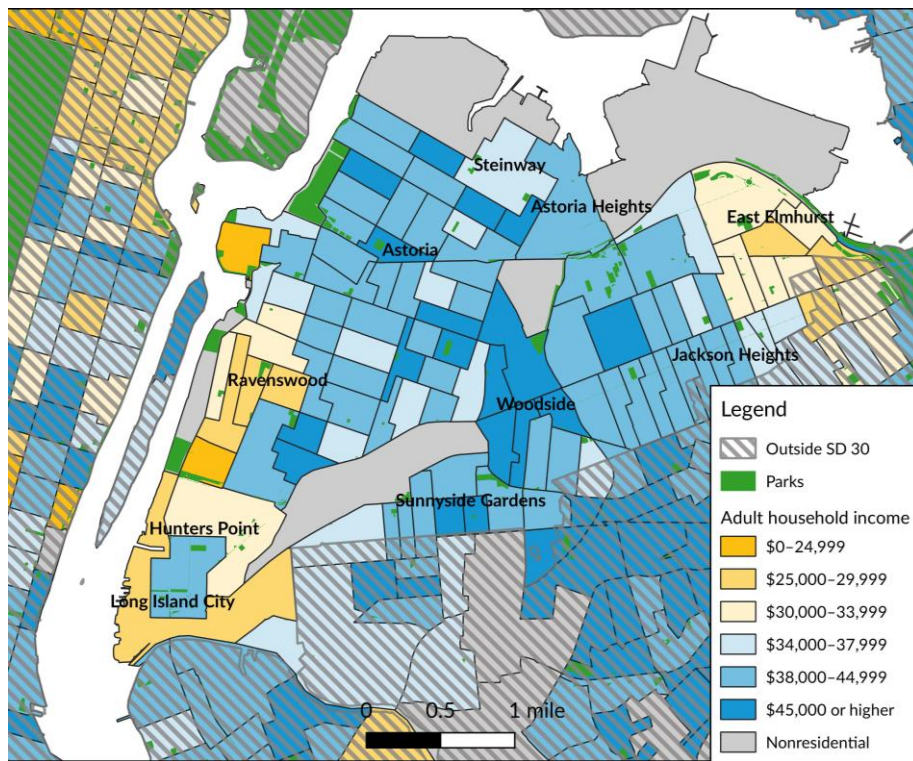 Steinway
Astoria Heights
East Elmhurst
Astoria
Jackson Heights
Ravenswood
Woodside
Sunnyside Gardens
Hunters Point
Long Island City
0 0.5 1 mile
Legend
Outside SD 30
Parks
Adult household income
$0–24,999
$25,000–29,999
$30,000–33,999
$34,000–37,999
$38,000–44,999
$45,000 or higher
Nonresidential